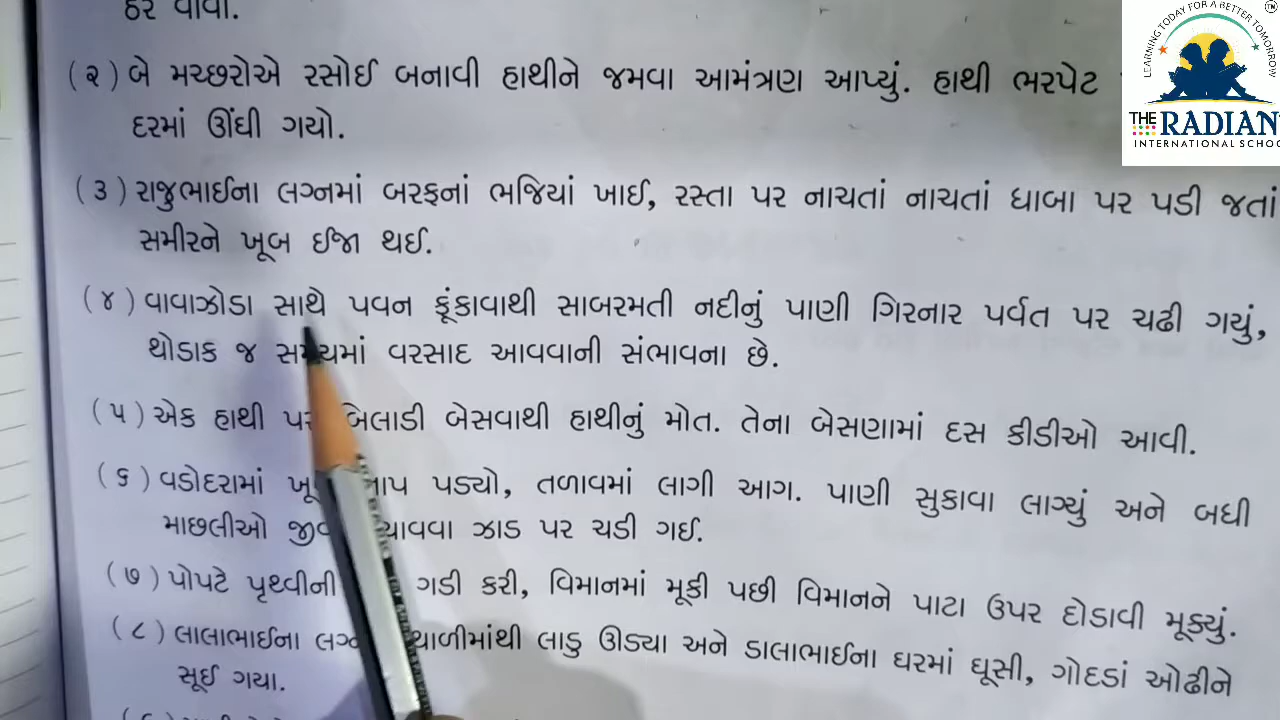 ઠેર વાવો.
(૨) બે મચ્છરોએ રસોઈ બનાવી હાથીને જમવા આમંત્રણ આપ્યું. હાથી ભરપેટ
દરમાં ઊંઘી ગયો.
(૩) રાજુભાઈના લગ્નમાં બરફનાં ભજિયાં ખાઈ, રસ્તા પર નાચતાં નાચતાં ધાબા પર પડી જતાં
સમીરને ખૂબ ઈજા થઈ.
(૪) વાવાઝોડા સાથે પવન ફૂંકાવાથી સાબરમતી નદીનું પાણી ગિરનાર પર્વત પર ચઢી ગયું,
થોડાક જ સમયમાં વરસાદ આવવાની સંભાવના છે.
(૫) એક હાથી પર બિલાડી બેસવાથી હાથીનું મોત. તેના બેસણામાં દસ કીડીઓ આવી.
(૬) વડોદરામાં તાપ પડ્યો, તળાવમાં લાગી આગ. પાણી સુકાવા લાગ્યું અને બધી
માછલીઓ ઝાડ પર ચડી ગઈ.
(૭) પોપટે પૃથ્વીની ગડી કરી, વિમાનમાં મૂકી પછી વિમાનને પાટા ઉપર દોડાવી મૂક્યું.
(૮) લાલાભાઈના થાળીમાંથી લાડુ ઊડ્યા અને ડાલાભાઈના ઘરમાં ઘૂસી, ગોદડાં ઓઢીને
સૂઈ ગયા.
LEARNING TODAY FOR A BETTER TOMORROW
THE RADIAN
INTERNATIONAL SCHOO